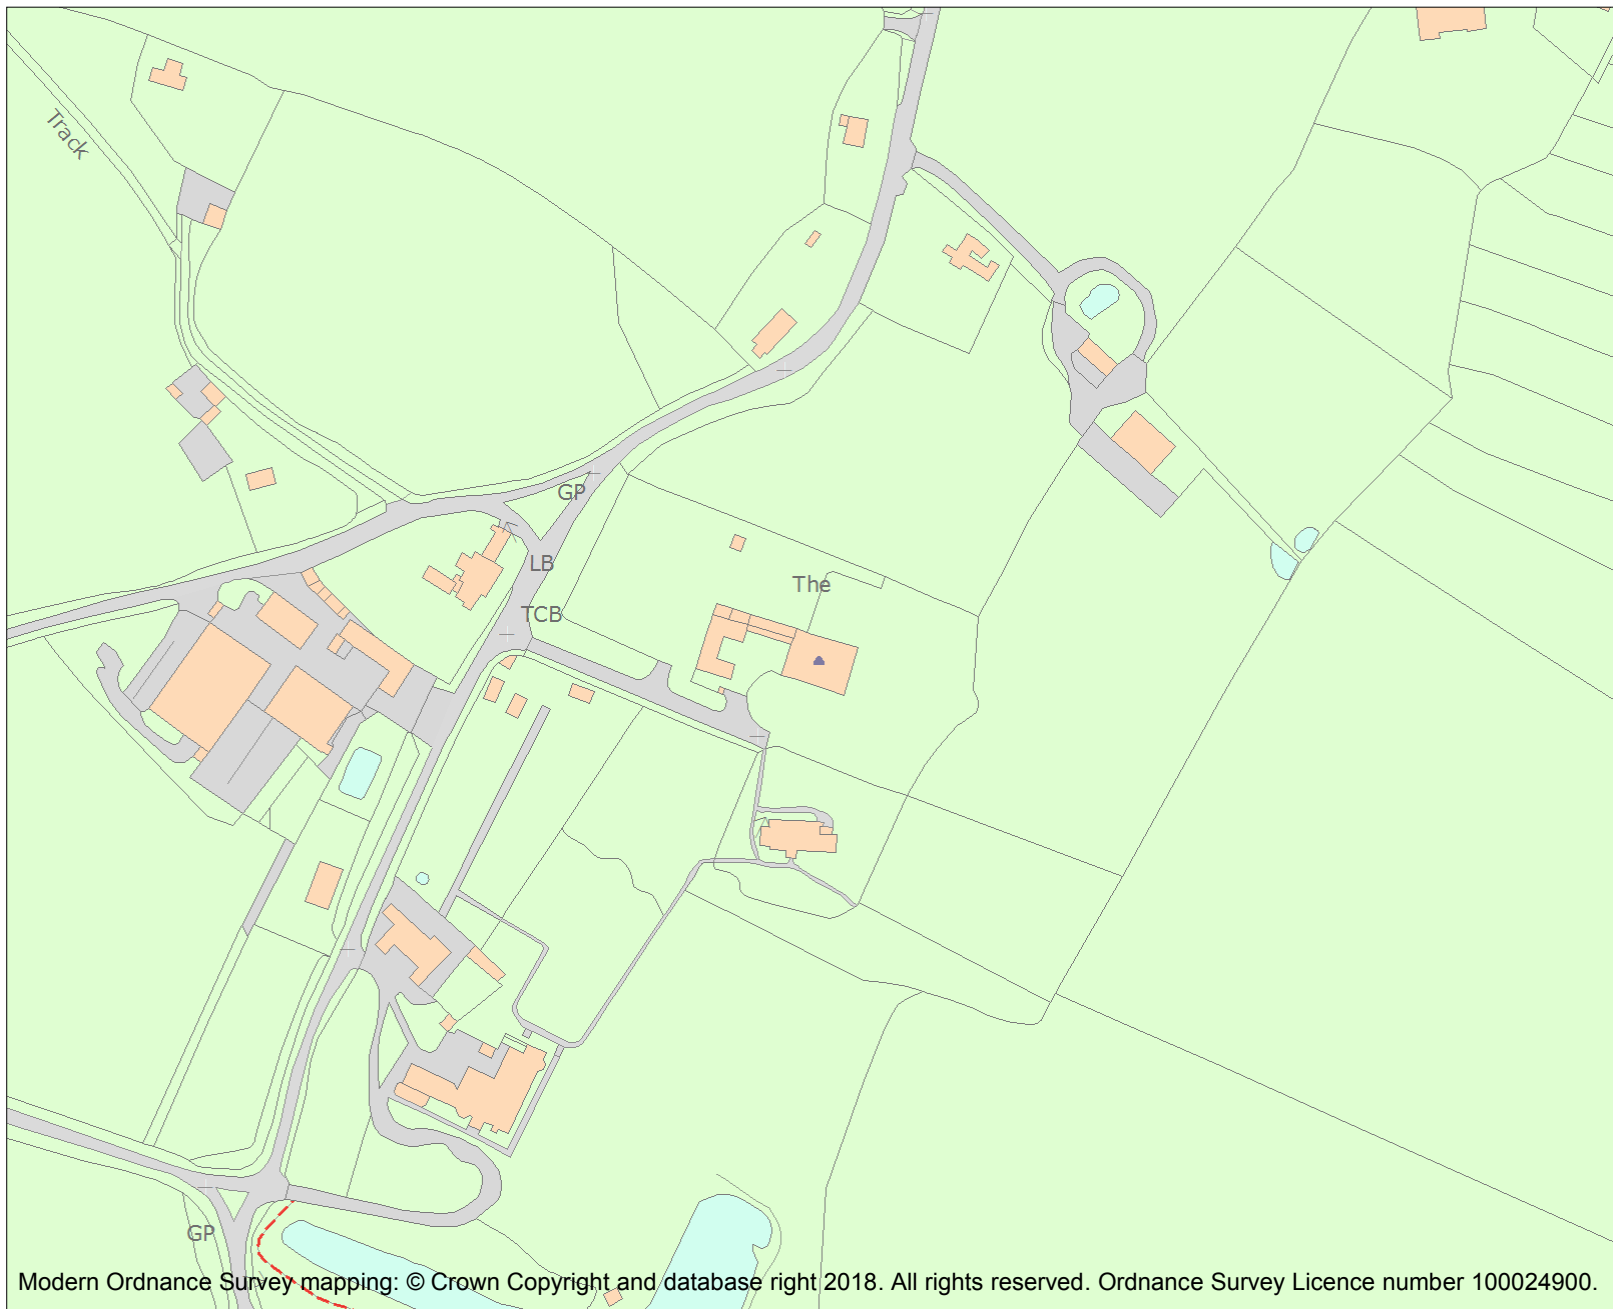 Track
GP
LB
The
TCB
GP
Modern Ordnance Survey mapping: © Crown Copyright and database right 2018. All rights reserved. Ordnance Survey Licence number 100024900.